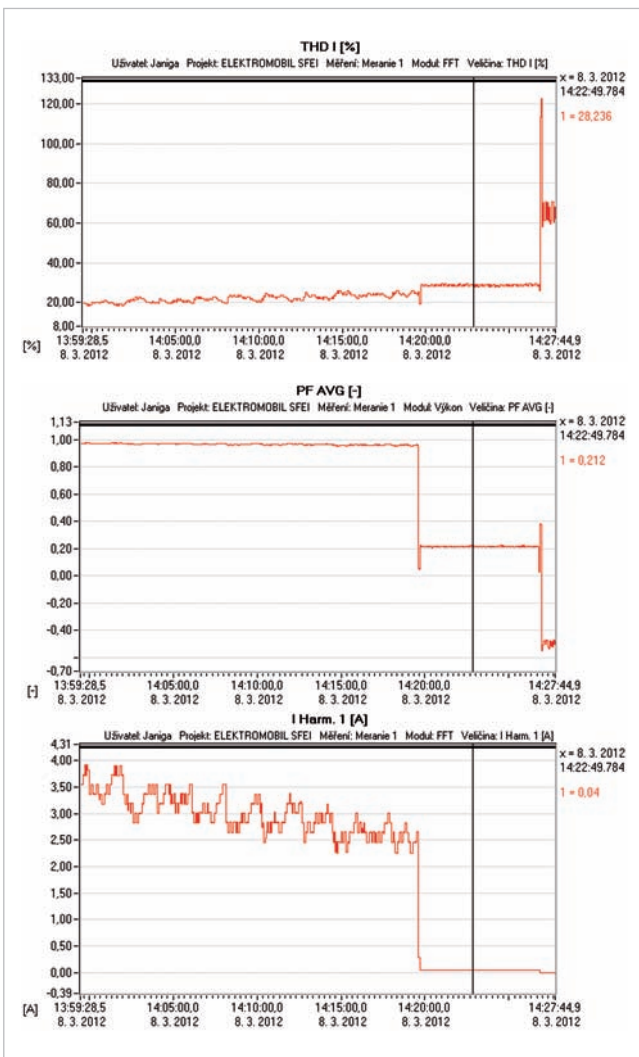 THD I [%]
Uživatel: Janiga Projekt: ELEKTROMOBIL SFEI Měření: Meranie 1 Modul: FFT Veličina: THD I [%]
133,00
120,00
100,00
80,00
60,00
40,00
20,00
8,00
[%]
x = 8. 3. 2012
14:22:49.784
1 = 28,236
13:59:28,5 14:05:00,0 14:10:00,0 14:15:00,0 14:20:00,0 14:27:44,9
8. 3. 2012 8. 3. 2012 8. 3. 2012 8. 3. 2012 8. 3. 2012 8. 3. 2012
PF AVG [-]
Uživatel: Janiga Projekt: ELEKTROMOBIL SFEI Měření: Meranie 1 Modul: Výkon Veličina: PF AVG [-]
1,13
1,00
0,80
0,60
0,40
0,20
0,00
-0,20
-0,40
-0,70
[-]
x = 8. 3. 2012
14:22:49.784
1 = 0,212
13:59:28,5 14:05:00,0 14:10:00,0 14:15:00,0 14:20:00,0 14:27:44,9
8. 3. 2012 8. 3. 2012 8. 3. 2012 8. 3. 2012 8. 3. 2012 8. 3. 2012
I Harm. 1 [A]
Uživatel: Janiga Projekt: ELEKTROMOBIL SFEI Měření: Meranie 1 Modul: FFT Veličina: I Harm. 1 [A]
4,31
4,00
3,50
3,00
2,50
2,00
1,50
1,00
0,50
0,00
-0,39
[A]
x = 8. 3. 2012
14:22:49.784
1 = 0,04
13:59:28,5 14:05:00,0 14:10:00,0 14:15:00,0 14:20:00,0 14:27:44,9
8. 3. 2012 8. 3. 2012 8. 3. 2012 8. 3. 2012 8. 3. 2012 8. 3. 2012